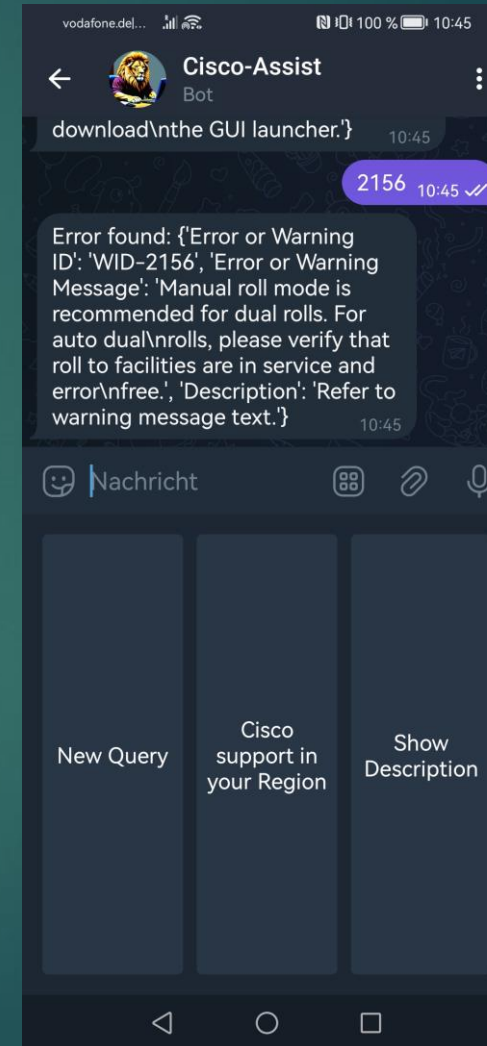 vodafone.de|...
100 % 10:45
Cisco-Assist
Bot
download\nthe GUI launcher.'}
10:45
2156 10:45
Error found: {'Error or Warning
ID': 'WID-2156', 'Error or Warning
Message': 'Manual roll mode is
recommended for dual rolls. For
auto dual\nrolls, please verify that
roll to facilities are in service and
error\nfree.', 'Description': 'Refer to
warning message text.'}
10:45
Nachricht
New Query
Cisco
support in
your Region
Show
Description